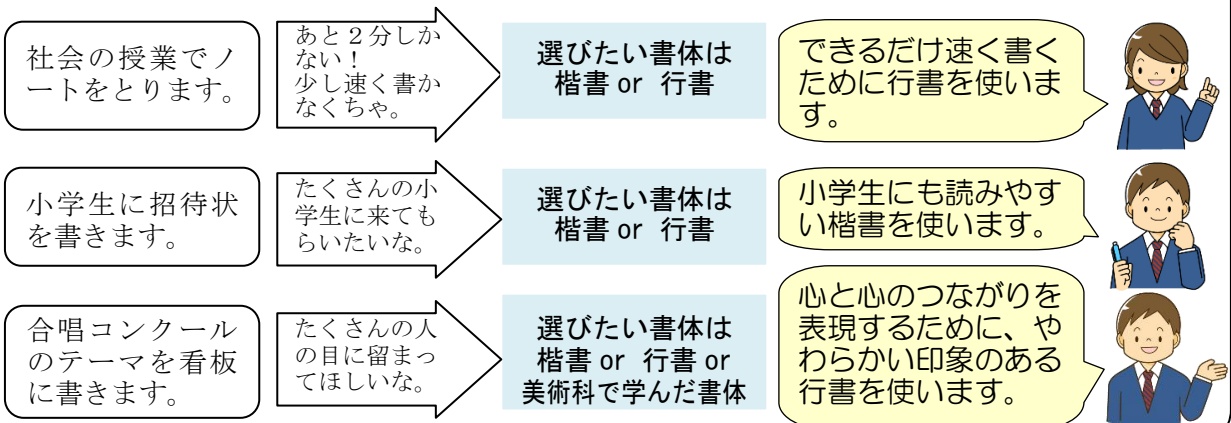 社会の授業でノ
ートをとります。
あと２分しか
ない！
少し速く書か
なくちゃ。
選びたい書体は
楷書 or 行書
できるだけ速く書く
ために行書を使いま
す。
小学生に招待状
を書きます。
たくさんの小
学生に来ても
らいたいな。
選びたい書体は
楷書 or 行書
小学生にも読みやす
い楷書を使います。
合唱コンクール
のテーマを看板
に書きます。
たくさんの人
の目に留まっ
てほしいな。
選びたい書体は
楷書 or 行書 or
美術科で学んだ書体
心と心のつながりを
表現するために、や
わらかい印象のある
行書を使います。